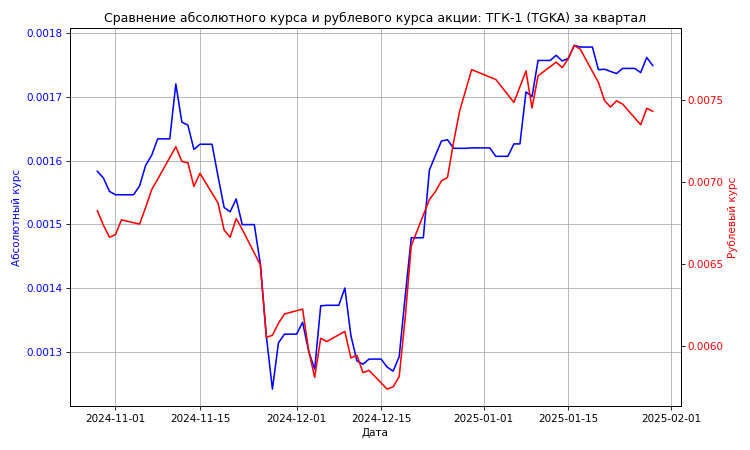 Сравнение абсолютного курса и рублевого курса акции: ТГК-1 (TGKA) за квартал
0.0018
0.0017
0.0016
0.0015
0.0014
0.0013
Абсолютный курс
0.0075
0.0070
0.0065
0.0060
Рублевый курс
2024-11-01 2024-11-15 2024-12-01 2024-12-15 2025-01-01 2025-01-15 2025-02-01
Дата